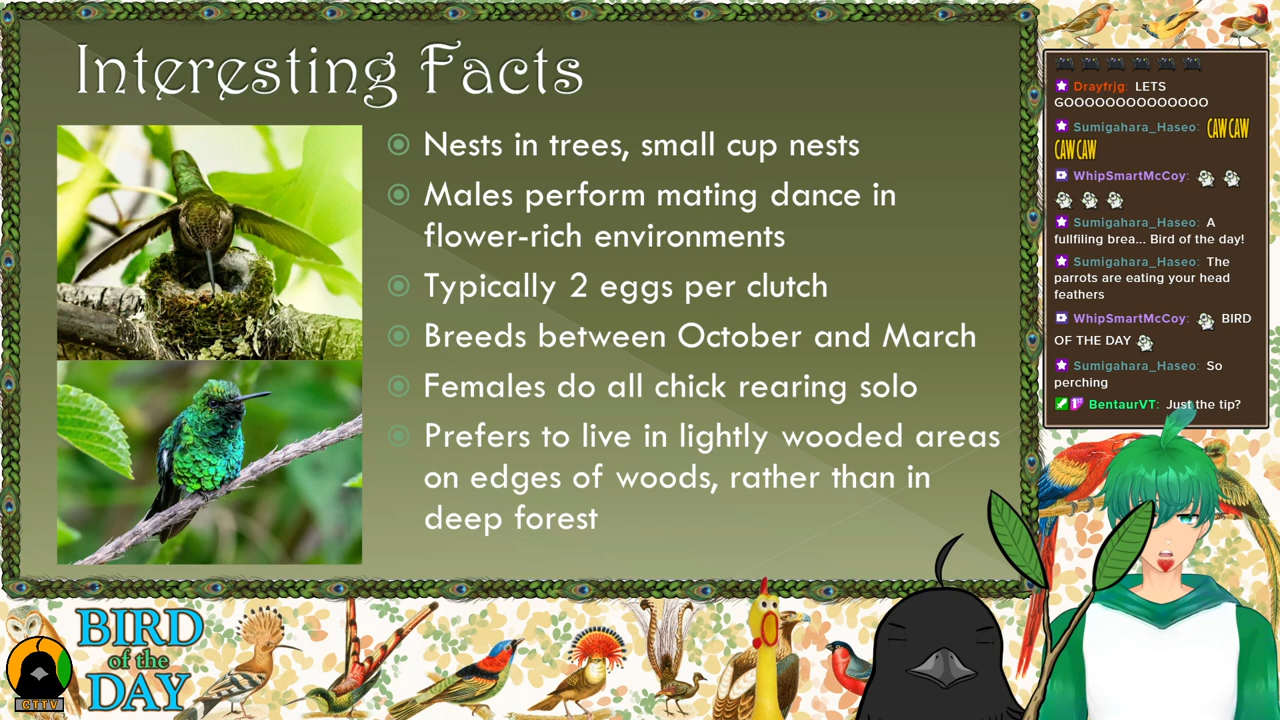 Interesting Facts
Nests in trees, small cup nests
Males perform mating dance in
flower-rich environments
Typically 2 eggs per clutch
Breeds between October and March
Females do all chick rearing solo
Prefers to live in lightly wooded areas
on edges of woods, rather than in
deep forest
Drayfrjg: LETS
GOOOOOOOOOOOOOO
Sumigahara_Haseo: CAW CAW
CAW CAW
WhipSmartMcCoy:
Sumigahara_Haseo: A
fullfiling brea... Bird of the day!
Sumigahara_Haseo: The
parrots are eating your head
feathers
WhipSmartMcCoy: BIRD
OF THE DAY
Sumigahara_Haseo: So
perching
BentaurVT: Just the tip?
BIRD
of the
DAY
GTTV